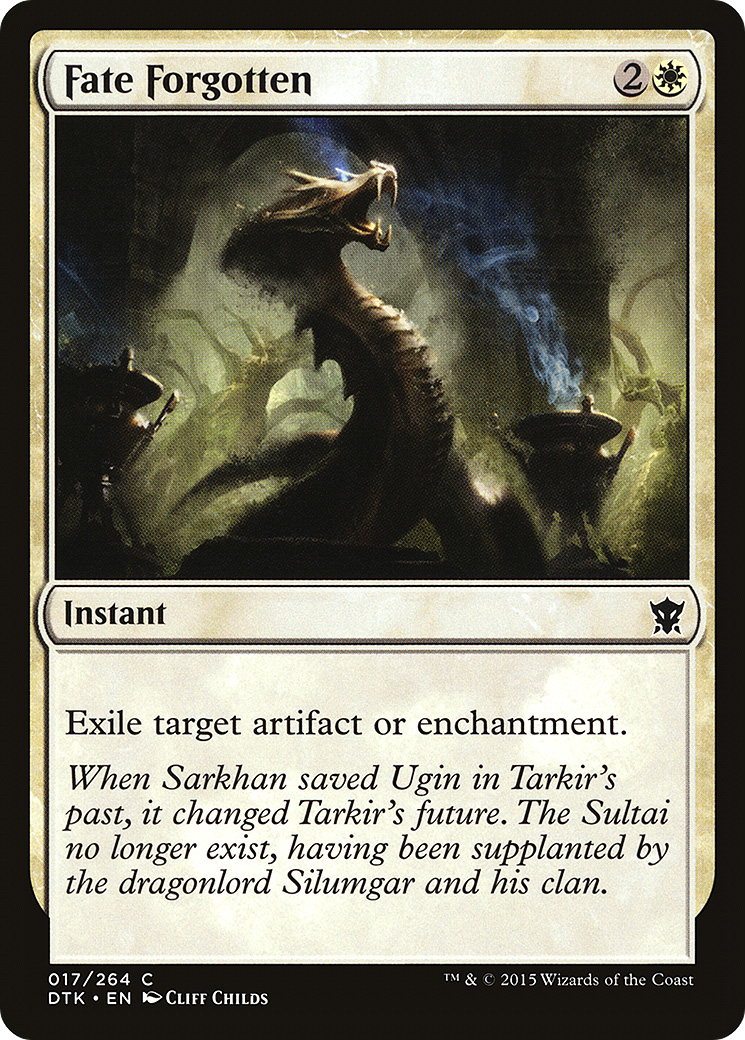 Fate Forgotten
2
Instant
Exile target artifact or enchantment.
When Sarkhan saved Ugin in Tarkir's
past, it changed Tarkir's future. The Sultai
no longer exist, having been supplanted by
the dragonlord Silumgar and his clan.
017/264 C
™ & © 2015 Wizards of the Coast
DTK • EN Cliff Childs